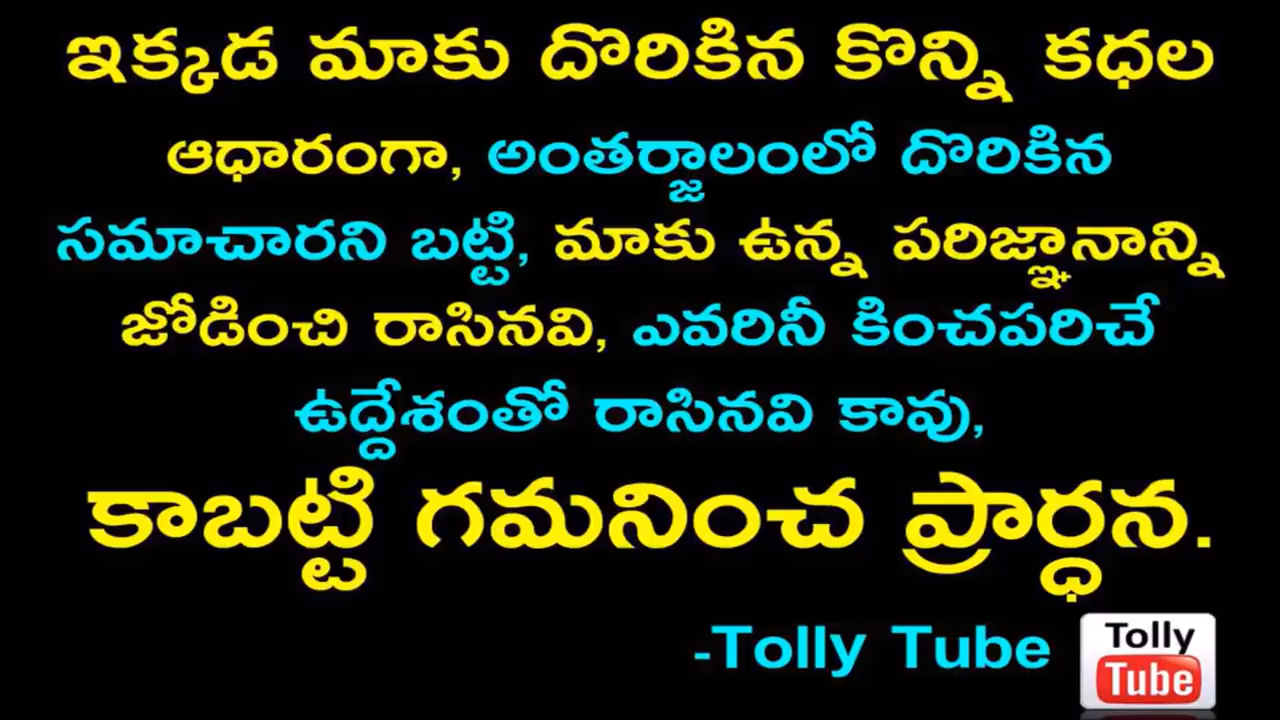 ఇక్కడ మాకు దొరికిన కొన్ని కధల
ఆధారంగా, అంతర్జాలంలో దొరికిన
సమాచారని బట్టి, మాకు ఉన్న పరిజ్ఞానాన్ని
జోడించి రాసినవి, ఎవరినీ కించపరిచే
ఉద్దేశంతో రాసినవి కావు,
కాబట్టి గమనించ ప్రార్ధన.
-Tolly Tube
Tolly
Tube